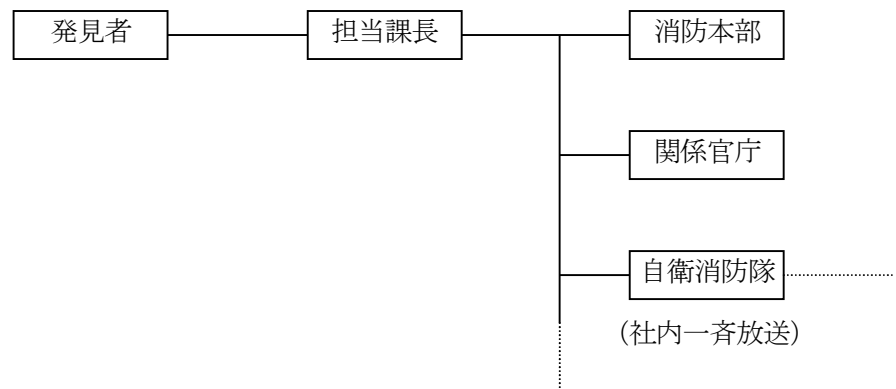 発見者
担当課長
消防本部
関係官庁
自衛消防隊
(社内一斉放送)